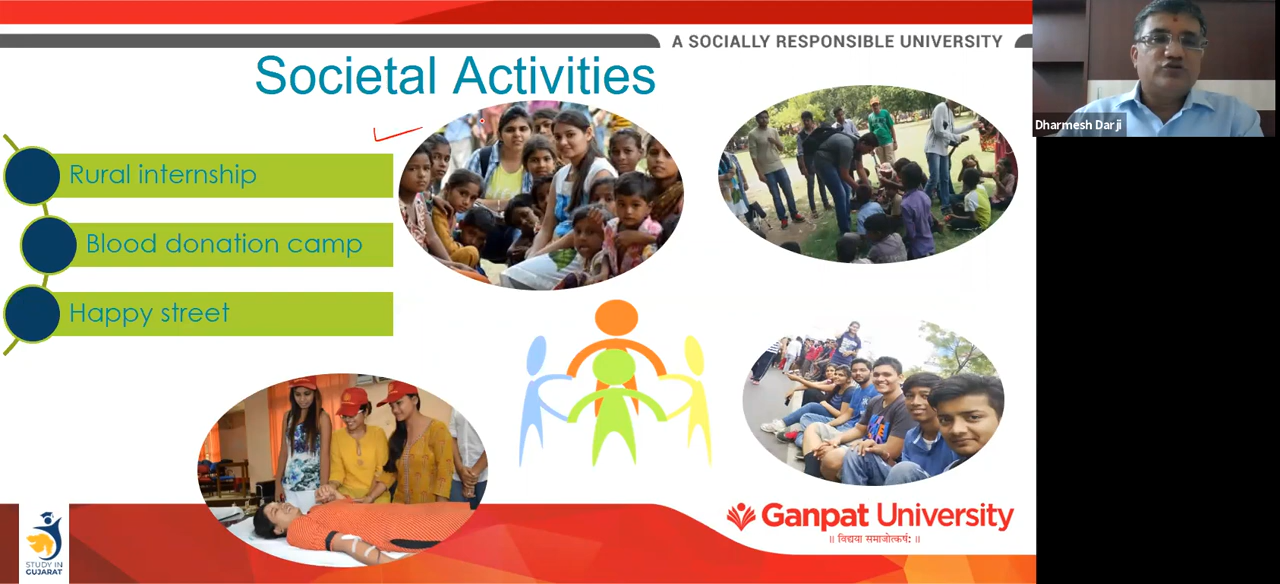 A SOCIALLY RESPONSIBLE UNIVERSITY
Societal Activities
Dharmesh Darji
Rural internship
Blood donation camp
Happy street
Ganpat University
॥ विद्यया समाजोत्कर्षः ॥
STUDY IN
GUJARAT